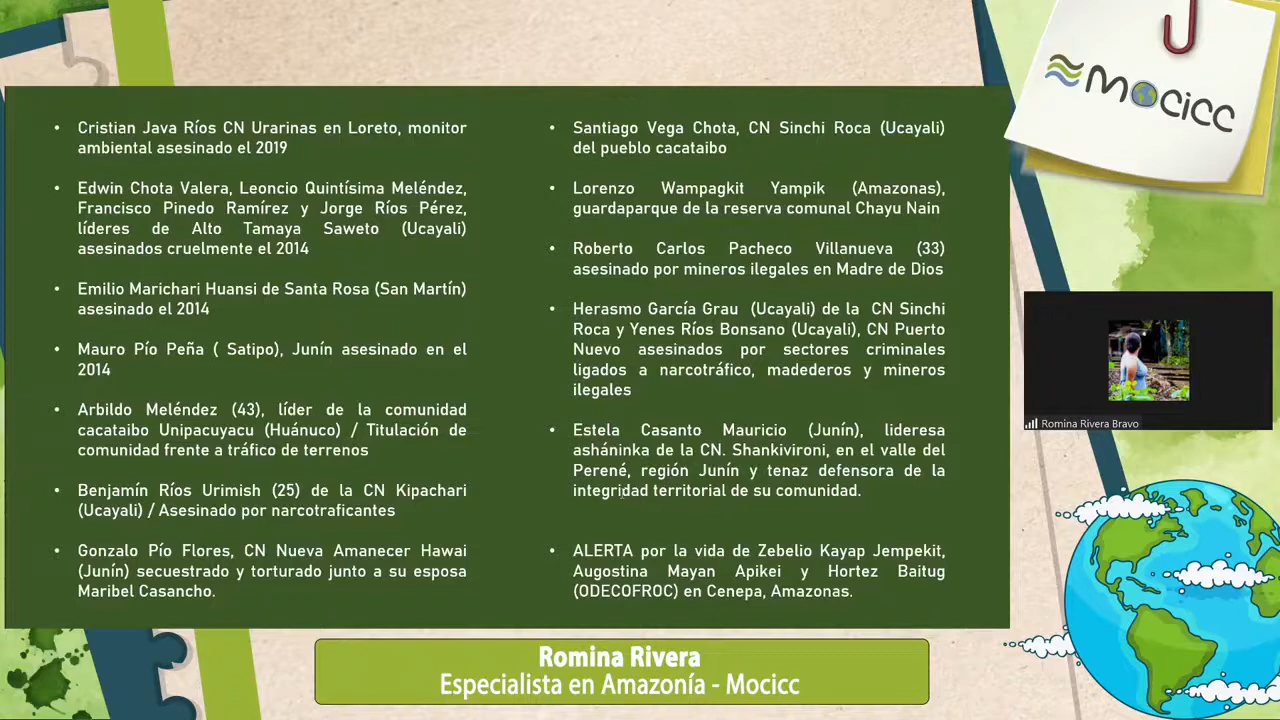 • Cristian Java Ríos CN Urarinas en Loreto, monitor
ambiental asesinado el 2019
• Edwin Chota Valera, Leoncio Quintísima Meléndez,
Francisco Pinedo Ramírez y Jorge Ríos Pérez,
líderes de Alto Tamaya Saweto (Ucayali)
asesinados cruelmente el 2014
• Emilio Marichari Huansi de Santa Rosa (San Martín)
asesinado el 2014
• Mauro Pío Peña ( Satipo), Junín asesinado en el
2014
• Arbildo Meléndez (43), líder de la comunidad
cacataibo Unipacuyacu (Huánuco) / Titulación de
comunidad frente a tráfico de terrenos
• Benjamín Ríos Urimish (25) de la CN Kipachari
(Ucayali) / Asesinado por narcotraficantes
• Gonzalo Pío Flores, CN Nueva Amanecer Hawai
(Junín) secuestrado y torturado junto a su esposa
Maribel Casancho.
• Santiago Vega Chota, CN Sinchi Roca (Ucayali)
del pueblo cacataibo
• Lorenzo Wampagkit Yampik (Amazonas),
guardaparque de la reserva comunal Chayu Nain
• Roberto Carlos Pacheco Villanueva (33)
asesinado por mineros ilegales en Madre de Dios
• Herasmo García Grau (Ucayali) de la CN Sinchi
Roca y Yenes Ríos Bonsano (Ucayali), CN Puerto
Nuevo asesinados por sectores criminales
ligados a narcotráfico, madederos y mineros
ilegales
• Estela Casanto Mauricio (Junín), lideresa
asháninka de la CN. Shankivironi, en el valle del
Perené, región Junín y tenaz defensora de la
integridad territorial de su comunidad.
• ALERTA por la vida de Zebelio Kayap Jempekit,
Augostina Mayan Apikei y Hortez Baitug
(ODECOFROC) en Cenepa, Amazonas.
mocicc
Romina Rivera Bravo
Romina Rivera
Especialista en Amazonía - Mocicc